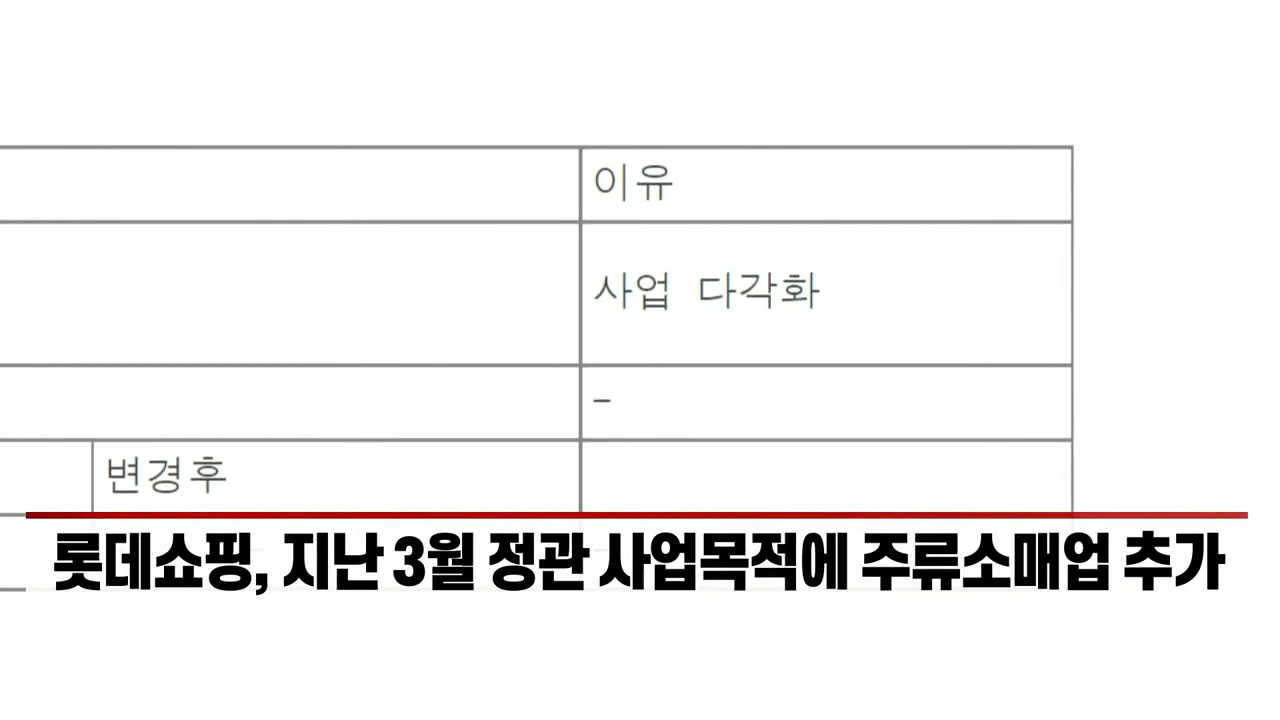 이유
사업 다각화
-
변경후
롯데쇼핑, 지난 3월 정관 사업목적에 주류소매업 추가